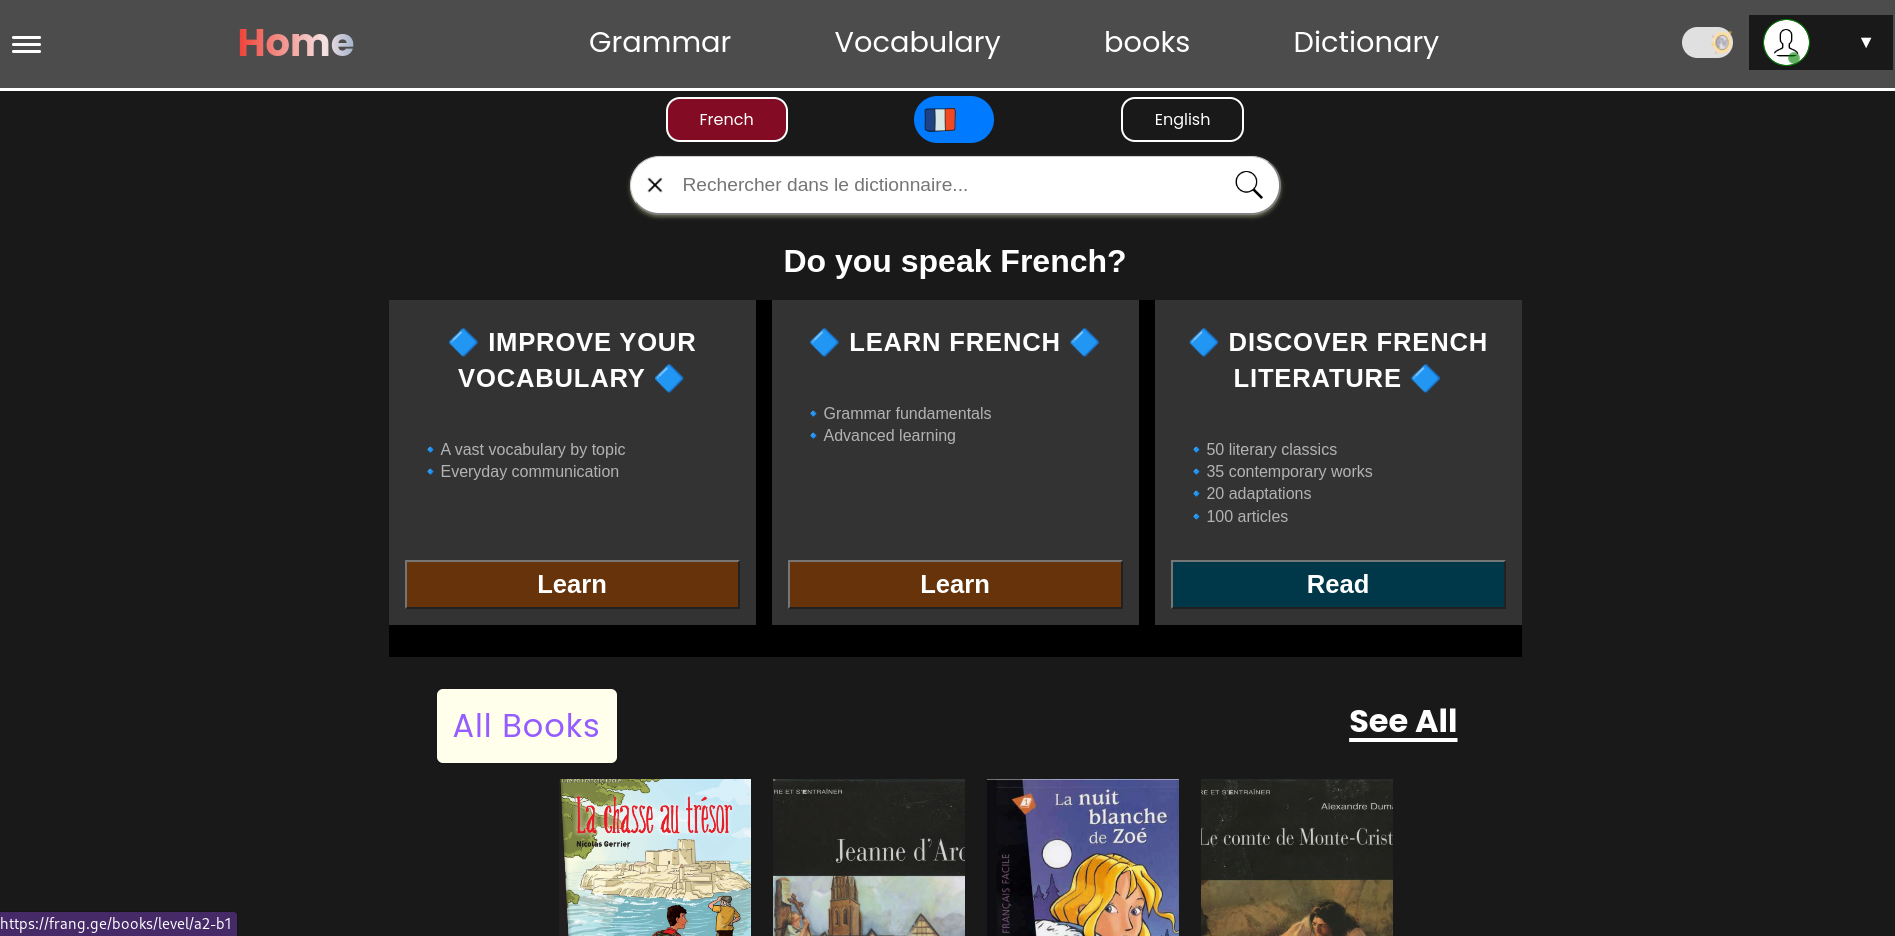 Home
Grammar
Vocabulary
books
Dictionary
▼
French
English
Rechercher dans le dictionnaire...
Do you speak French?
🔷 IMPROVE YOUR
VOCABULARY 🔷
🔹 A vast vocabulary by topic
🔹 Everyday communication
Learn
🔷 LEARN FRENCH 🔷
🔹 Grammar fundamentals
🔹 Advanced learning
Learn
🔷 DISCOVER FRENCH
LITERATURE 🔷
🔹 50 literary classics
🔹 35 contemporary works
🔹 20 adaptations
🔹 100 articles
Read
All Books
See All
La chasse au trésor
Nicolas Gerrier
RE ET S'ENTRAÎNER
Jeanne d'Arc
La nuit
blanche
de Zoé
FRANÇAIS FACILE
RE ET S'ENTRAÎNER
Alexandre Duma
Le comte de Monte-Crist
https://frang.ge/books/level/a2-b1